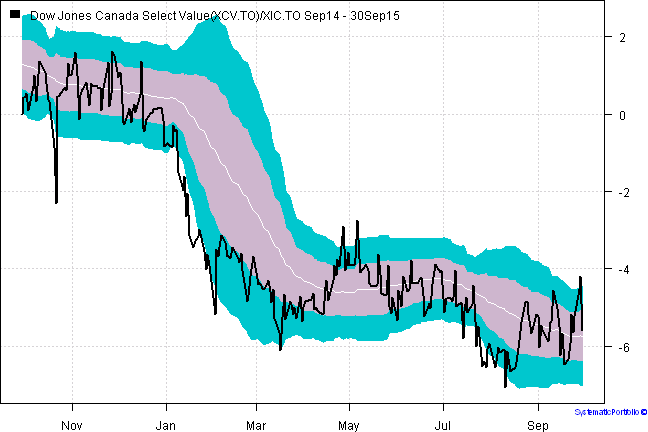 Dow Jones Canada Select Value(XCV.TO)/XIC.TO Sep14 - 30Sep15
2
0
-2
-4
-6
Nov Jan Mar May Jul Sep
SystematicPortfolio ©